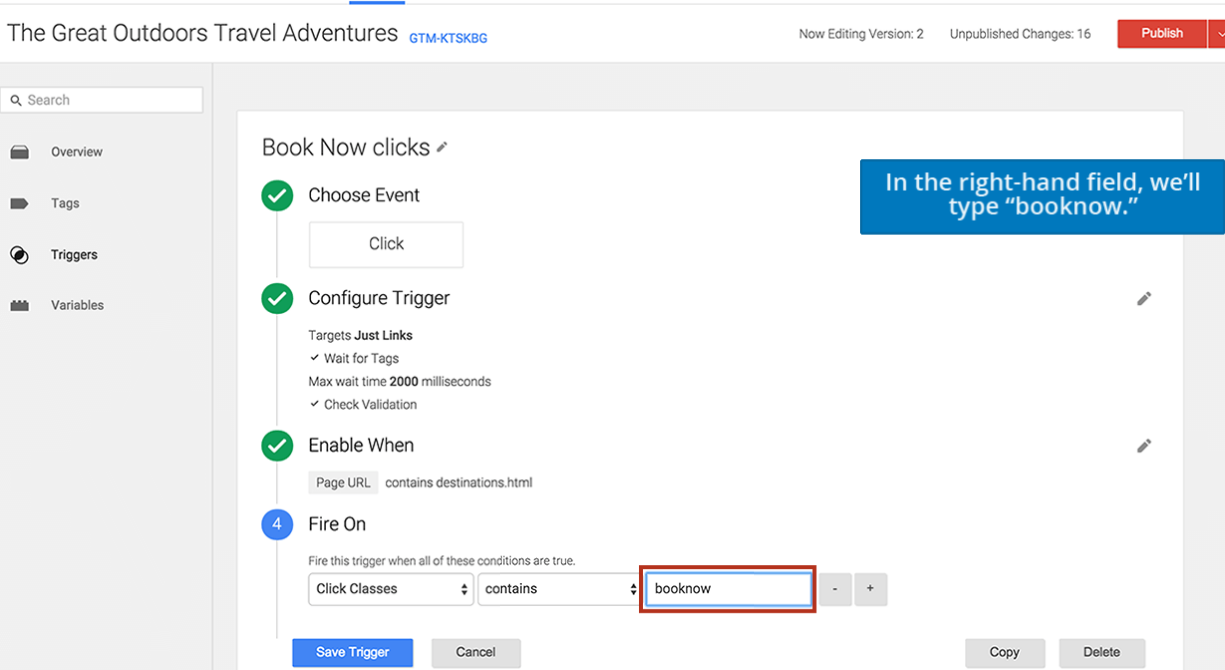 The Great Outdoors Travel Adventures GTM-KTSKBG
Now Editing Version: 2 Unpublished Changes: 16 Publish
Search
Overview
Tags
Triggers
Variables
Book Now clicks
In the right-hand field, we’ll
type “booknow.”
Choose Event
Click
Configure Trigger
Targets Just Links
Wait for Tags
Max wait time 2000 milliseconds
Check Validation
Enable When
Page URL contains destinations.html
4 Fire On
Fire this trigger when all of these conditions are true.
Click Classes contains booknow - +
Save Trigger Cancel Copy Delete